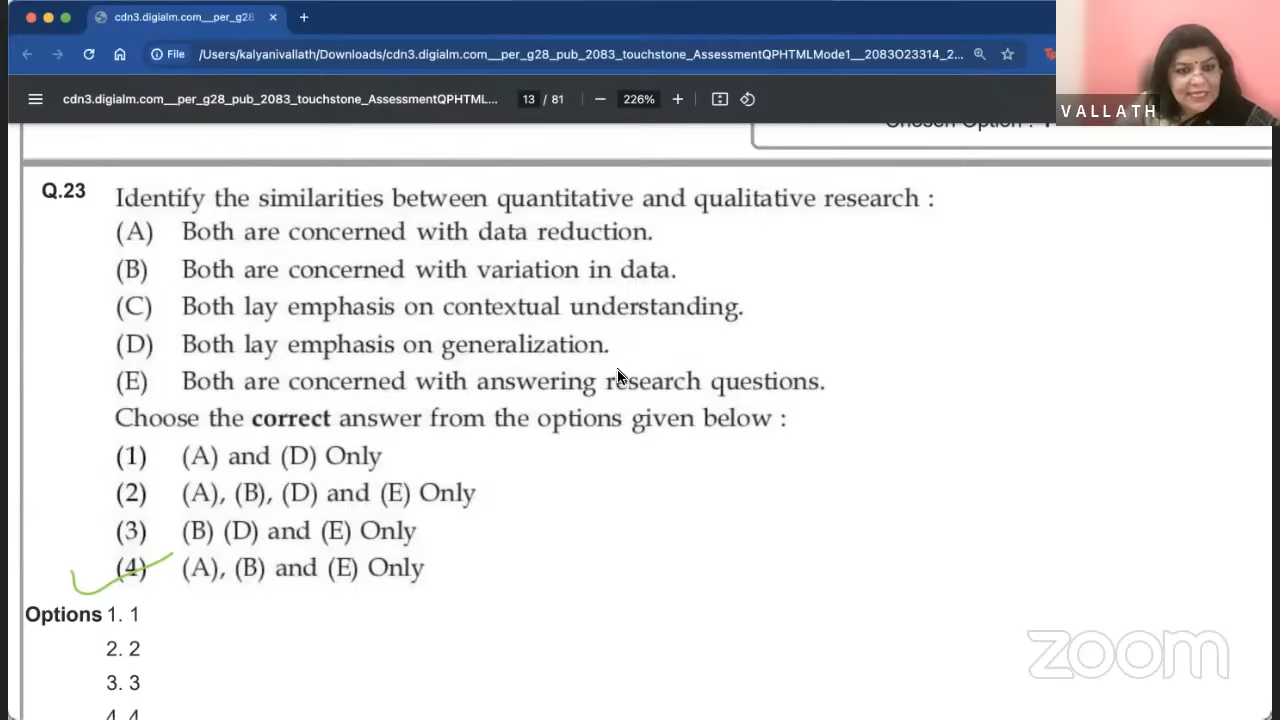 cdn3.digialm.com__per_g28
File
/Users/kalyanivallath/Downloads/cdn3.digialm.com__per_g28_pub_2083_touchstone_AssessmentQPHTMLMode1__2083O23314_2...
cdn3.digialm.com__per_g28_pub_2083_touchstone_AssessmentQPHTML...
13 / 81
226%
VALLATH
Chosen Option :
Q.23
Identify the similarities between quantitative and qualitative research :
(A) Both are concerned with data reduction.
(B) Both are concerned with variation in data.
(C) Both lay emphasis on contextual understanding.
(D) Both lay emphasis on generalization.
(E) Both are concerned with answering research questions.
Choose the correct answer from the options given below :
(1) (A) and (D) Only
(2) (A), (B), (D) and (E) Only
(3) (B) (D) and (E) Only
(4) (A), (B) and (E) Only
Options 1. 1
2. 2
3. 3
4. 4
zoom